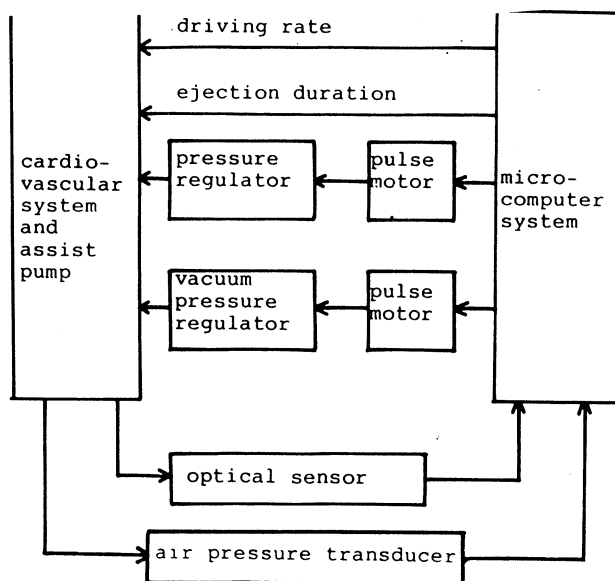 driving rate
ejection duration
cardio-
vascular
system
and
assist
pump
pressure
regulator
pulse
motor
micro-
computer
system
vacuum
pressure
regulator
pulse
motor
optical sensor
air pressure transducer